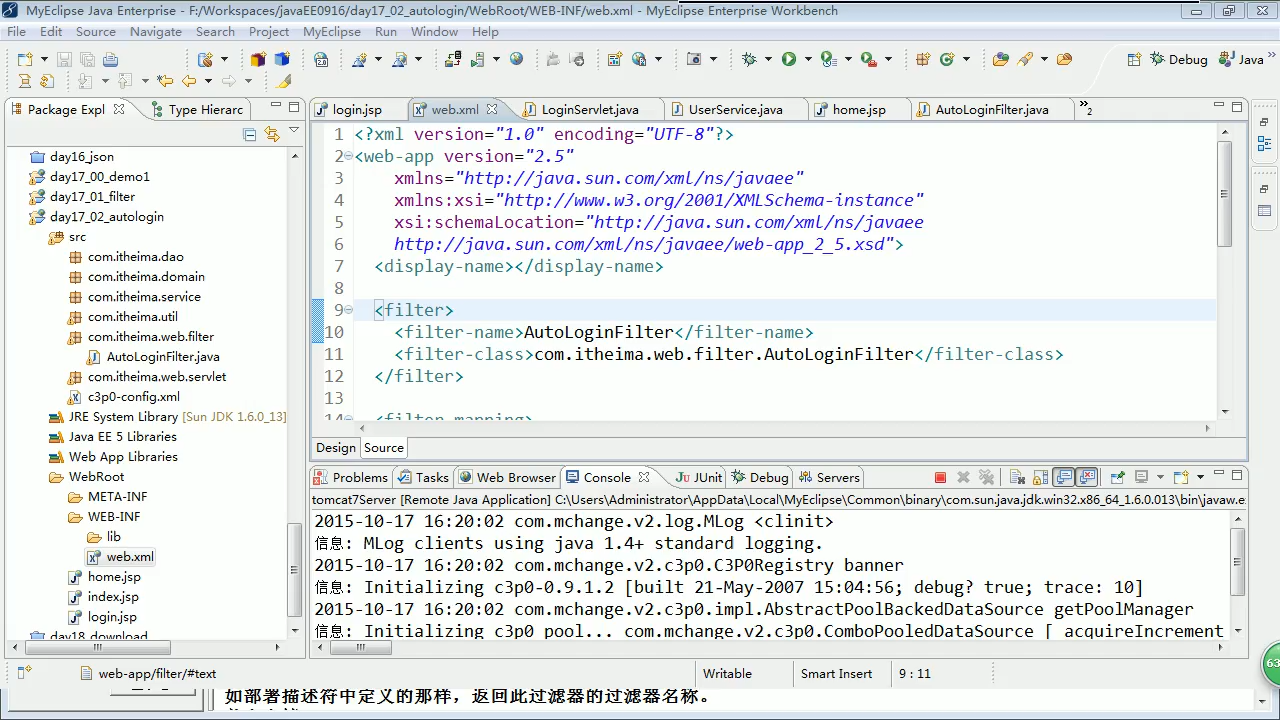 MyEclipse Java Enterprise - F:/Workspaces/javaEE0916/day17_02_autologin/WebRoot/WEB-INF/web.xml - MyEclipse Enterprise Workbench
File Edit Source Navigate Search Project MyEclipse Run Window Help
Debug Java »
Package Expl Type Hierarc
day16_json
day17_00_demo1
day17_01_filter
day17_02_autologin
src
com.itheima.dao
com.itheima.domain
com.itheima.service
com.itheima.util
com.itheima.web.filter
AutoLoginFilter.java
com.itheima.web.servlet
c3p0-config.xml
JRE System Library [Sun JDK 1.6.0_13]
Java EE 5 Libraries
Web App Libraries
WebRoot
META-INF
WEB-INF
lib
web.xml
home.jsp
index.jsp
login.jsp
day18_download
login.jsp web.xml LoginServlet.java UserService.java home.jsp AutoLoginFilter.java »2
1 <?xml version="1.0" encoding="UTF-8"?>
2 <web-app version="2.5"
3 xmlns="http://java.sun.com/xml/ns/javaee"
4 xmlns:xsi="http://www.w3.org/2001/XMLSchema-instance"
5 xsi:schemaLocation="http://java.sun.com/xml/ns/javaee
6 http://java.sun.com/xml/ns/javaee/web-app_2_5.xsd">
7 <display-name></display-name>
8
9 <filter>
10 <filter-name>AutoLoginFilter</filter-name>
11 <filter-class>com.itheima.web.filter.AutoLoginFilter</filter-class>
12 </filter>
13
14 <filter-mapping>
Design Source
Problems Tasks Web Browser Console JUnit Debug Servers
tomcat7Server [Remote Java Application] C:\Users\Administrator\AppData\Local\MyEclipse\Common\binary\com.sun.java.jdk.win32.x86_64_1.6.0.013\bin\javaw.e
2015-10-17 16:20:02 com.mchange.v2.log.MLog <clinit>
信息: MLog clients using java 1.4+ standard logging.
2015-10-17 16:20:02 com.mchange.v2.c3p0.C3P0Registry banner
信息: Initializing c3p0-0.9.1.2 [built 21-May-2007 15:04:56; debug? true; trace: 10]
2015-10-17 16:20:02 com.mchange.v2.c3p0.impl.AbstractPoolBackedDataSource getPoolManager
信息: Initializing c3p0 pool... com.mchange.v2.c3p0.ComboPooledDataSource [ acquireIncrement
web-app/filter/#text Writable Smart Insert 9 : 11
63
如部署描述符中定义的那样，返回此过滤器的过滤器名称。